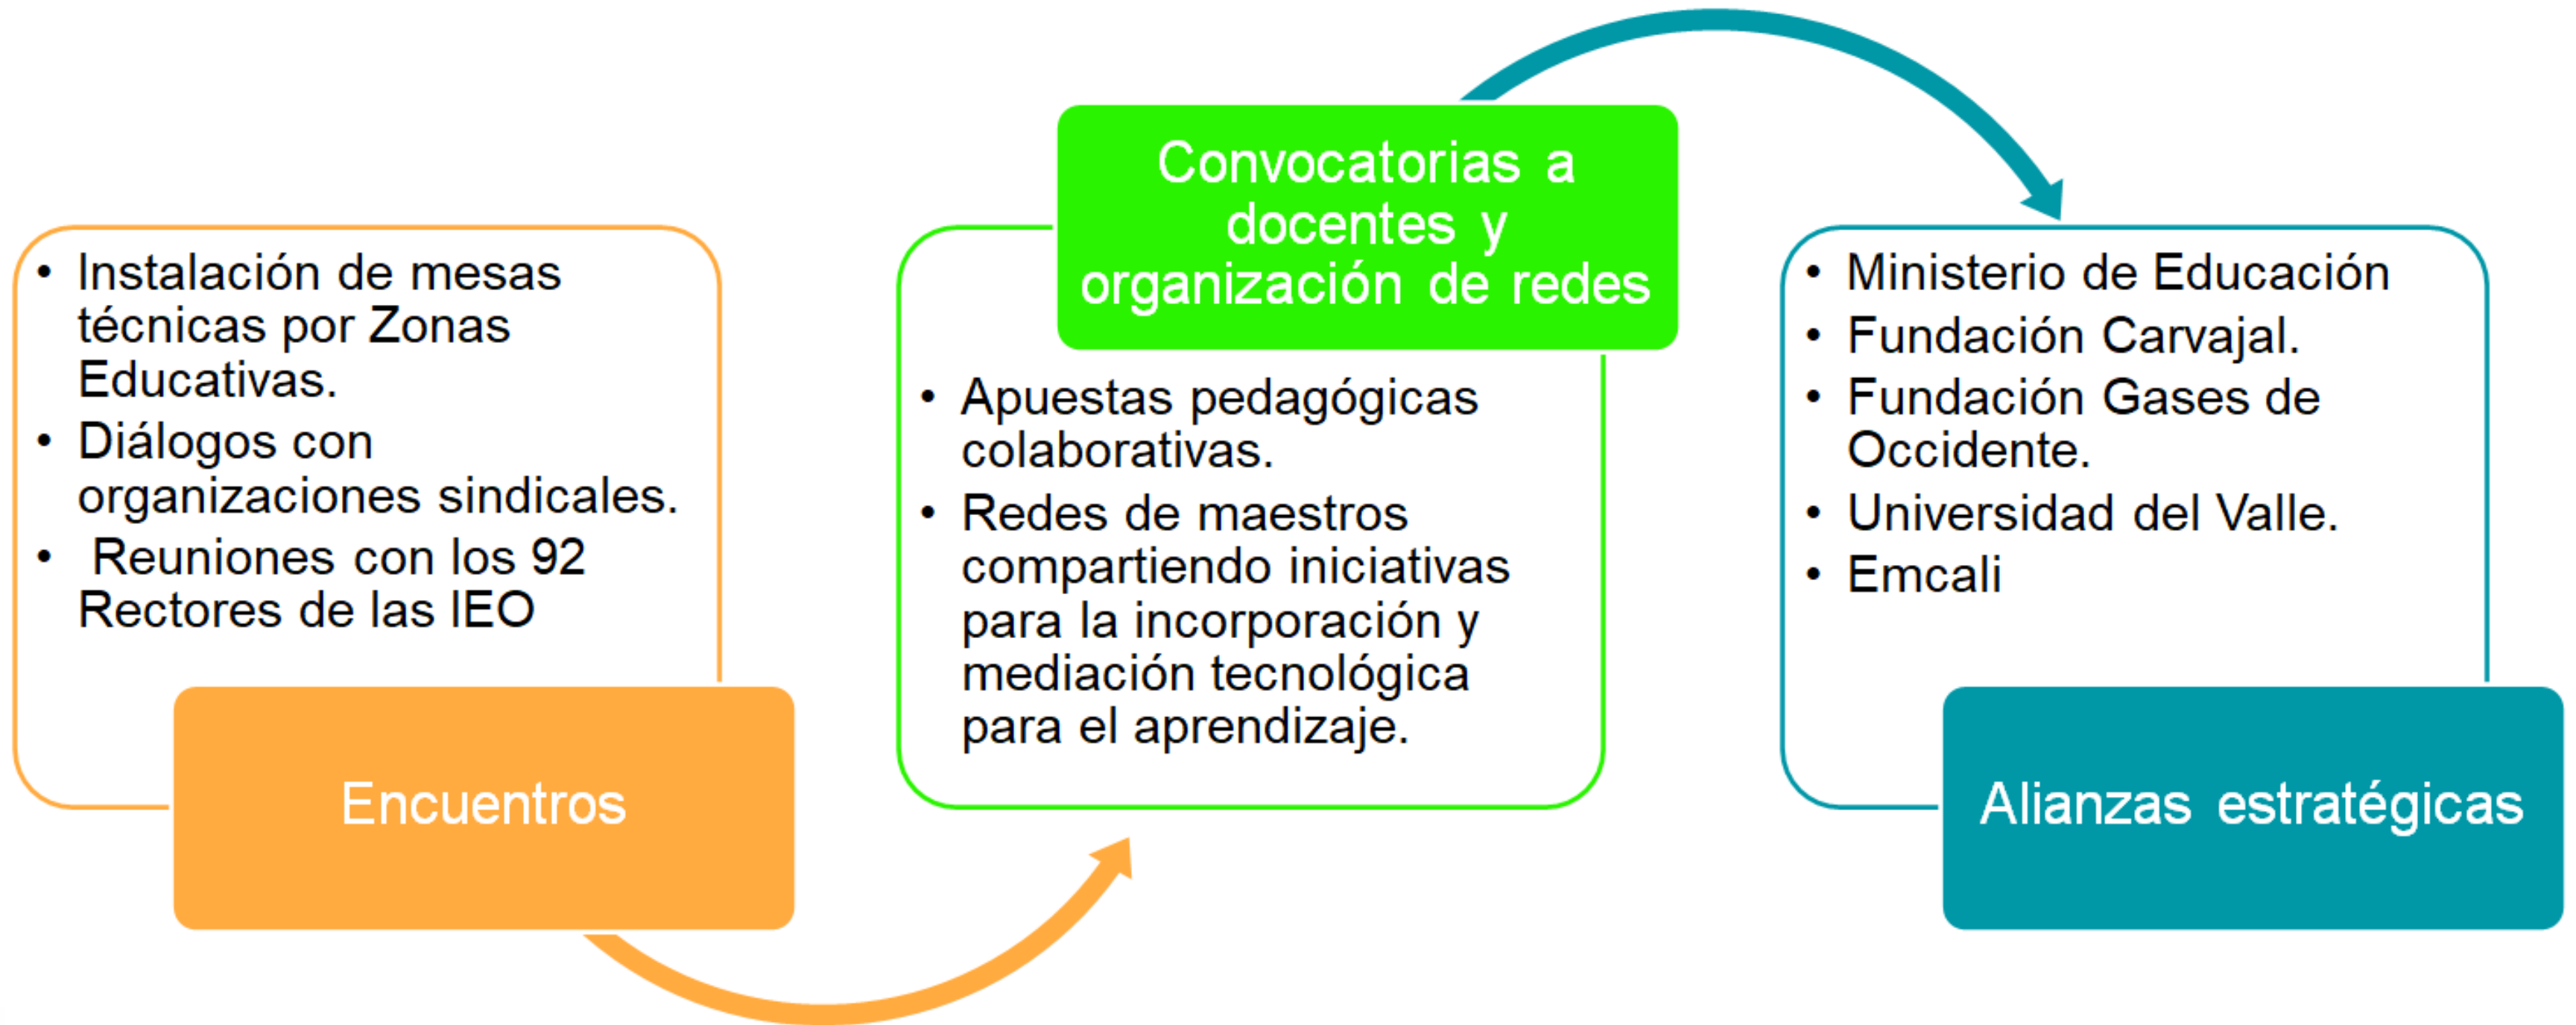 • Instalación de mesas
técnicas por Zonas
Educativas.
• Diálogos con
organizaciones sindicales.
• Reuniones con los 92
Rectores de las IEO
Encuentros
Convocatorias a
docentes y
organización de redes
• Apuestas pedagógicas
colaborativas.
• Redes de maestros
compartiendo iniciativas
para la incorporación y
mediación tecnológica
para el aprendizaje.
• Ministerio de Educación
• Fundación Carvajal.
• Fundación Gases de
Occidente.
• Universidad del Valle.
• Emcali
Alianzas estratégicas